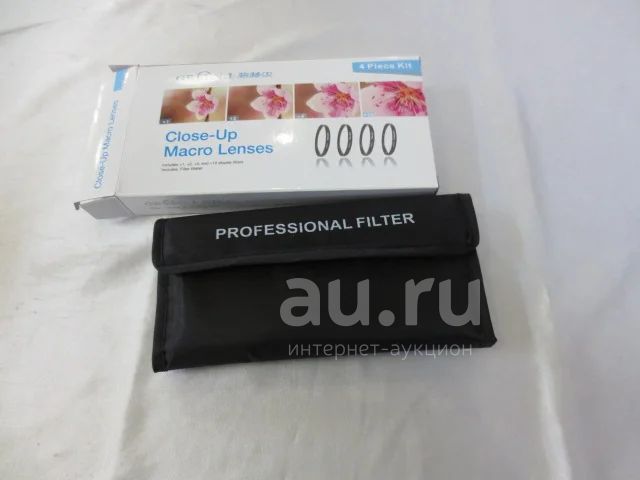 4 Piece Kit
Close-Up Macro Lenses
Close-Up
Macro Lenses
PROFESSIONAL FILTER
au.ru
интернет-аукцион